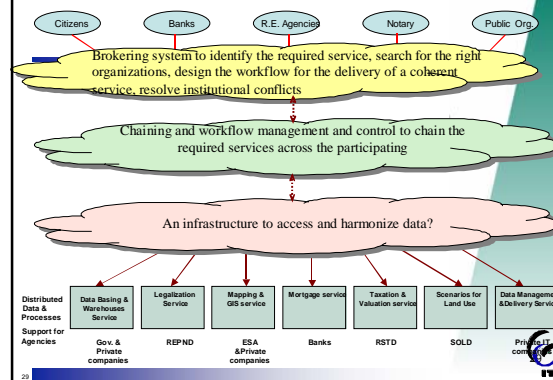 Citizens
Banks
R.E. Agencies
Notary
Public Org.
Brokering system to identify the required service, search for the right
organizations, design the workflow for the delivery of a coherent
service, resolve institutional conflicts
Chaining and workflow management and control to chain the
required services across the participating
An infrastructure to access and harmonize data?
Distributed
Data &
Processes
Data Basing &
Warehouses
Service
Legalization
Service
Mapping &
GIS service
Mortgage service
Taxation &
Valuation service
Scenarios for
Land Use
Data Manageme
&Delivery Servic
Support for
Agencies
Gov. &
Private
companies
REPND
ESA
&Private
companies
Banks
RSTD
SOLD
Private IT
29